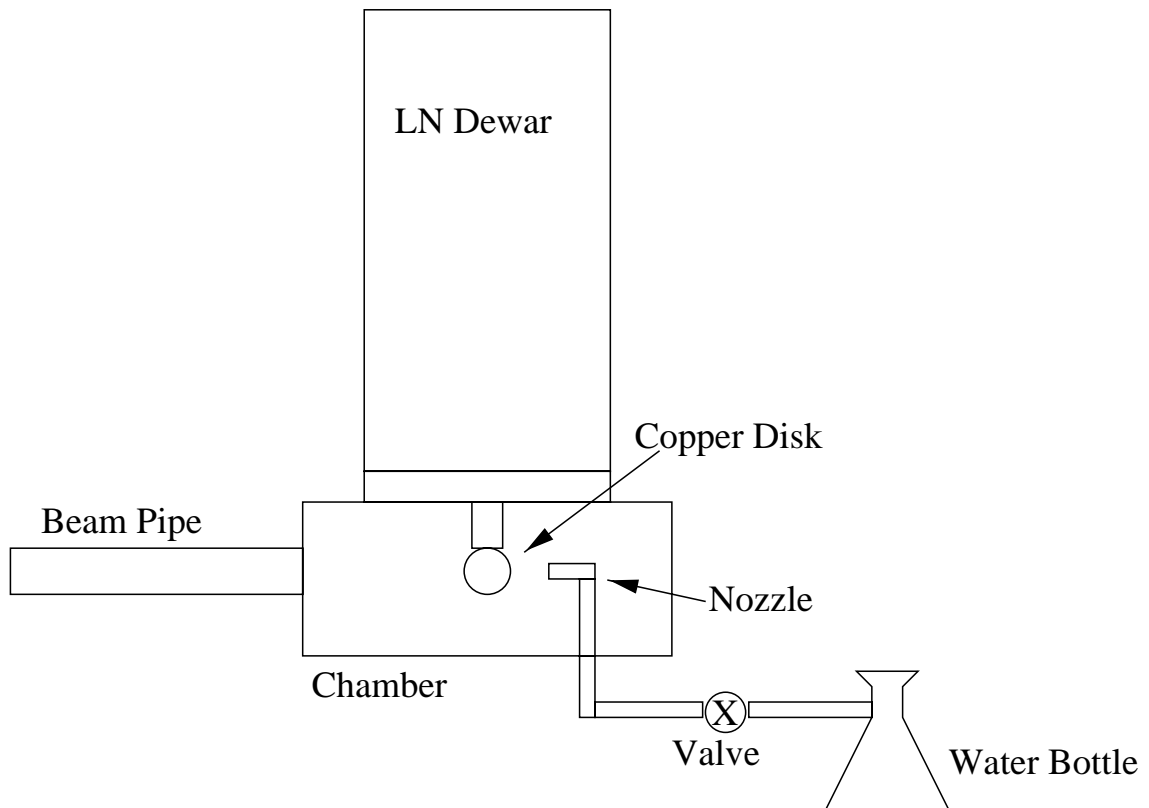 LN Dewar
Copper Disk
Beam Pipe
Nozzle
Chamber
X
Valve
Water Bottle